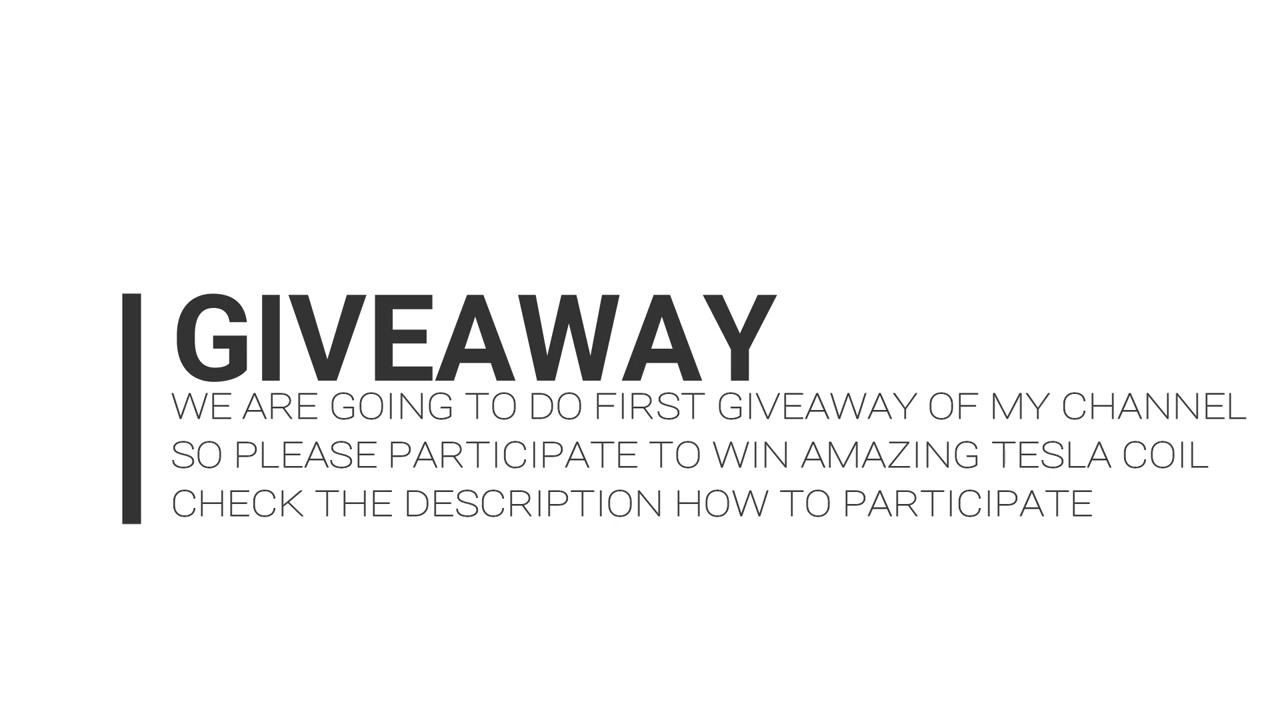 GIVEAWAY
WE ARE GOING TO DO FIRST GIVEAWAY OF MY CHANNEL
SO PLEASE PARTICIPATE TO WIN AMAZING TESLA COIL
CHECK THE DESCRIPTION HOW TO PARTICIPATE